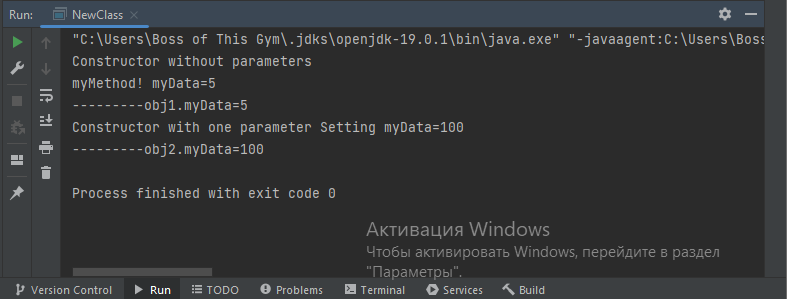 Run: NewClass
"C:\Users\Boss of This Gym\.jdks\openjdk-19.0.1\bin\java.exe" "-javaagent:C:\Users\Boss
Constructor without parameters
myMethod! myData=5
---------obj1.myData=5
Constructor with one parameter Setting myData=100
---------obj2.myData=100
Process finished with exit code 0
Активация Windows
Чтобы активировать Windows, перейдите в раздел
"Параметры".
Version Control Run TODO Problems Terminal Services Build